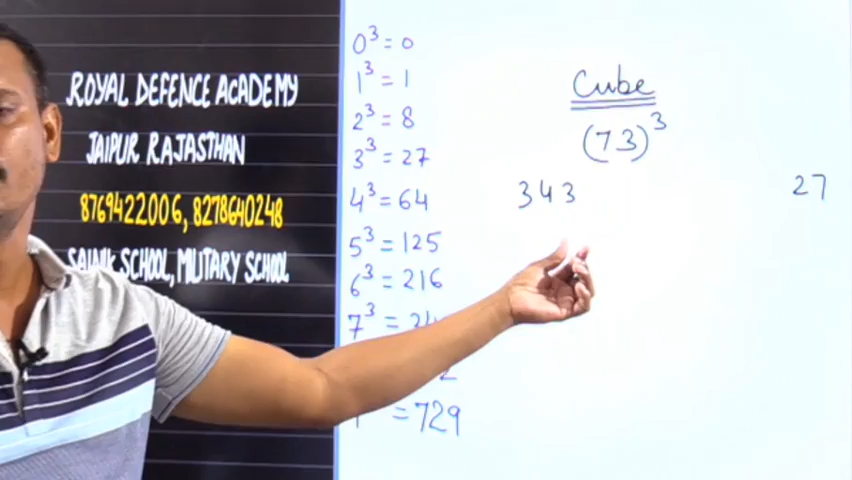 ROYAL DEFENCE ACADEMY
JAIPUR RAJASTHAN
8769422006, 8278640248
SAINIK SCHOOL, MILITARY SCHOOL
0³ = 0
1³ = 1
2³ = 8
3³ = 27
4³ = 64
5³ = 125
6³ = 216
7³ =
= 729
Cube
(73)³
343 27